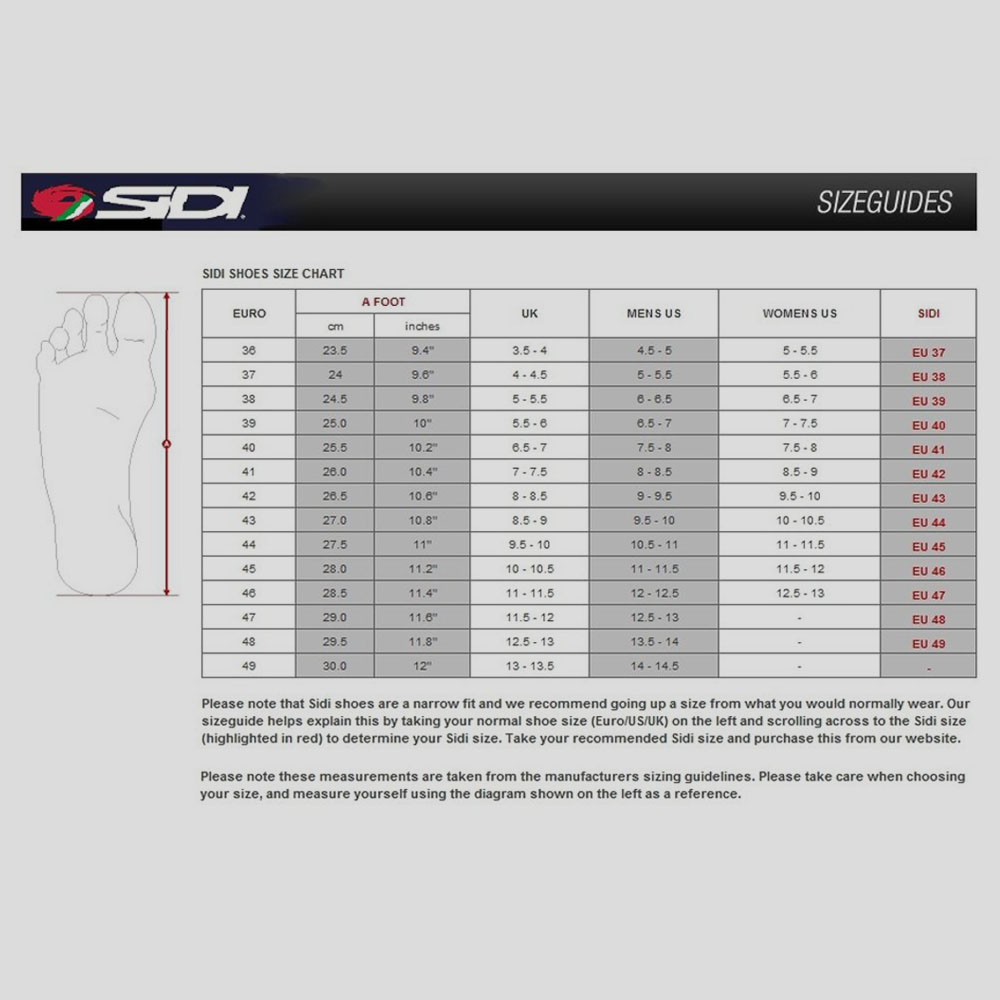 SIDI
SIZEGUIDES
SIDI SHOES SIZE CHART
EURO A FOOT UK MENS US WOMENS US SIDI
cm inches
36 23.5 9.4" 3.5 - 4 4.5 - 5 5 - 5.5 EU 37
37 24 9.6" 4 - 4.5 5 - 5.5 5.5 - 6 EU 38
38 24.5 9.8" 5 - 5.5 6 - 6.5 6.5 - 7 EU 39
39 25.0 10" 5.5 - 6 6.5 - 7 7 - 7.5 EU 40
40 25.5 10.2" 6.5 - 7 7.5 - 8 7.5 - 8 EU 41
41 26.0 10.4" 7 - 7.5 8 - 8.5 8.5 - 9 EU 42
42 26.5 10.6" 8 - 8.5 9 - 9.5 9.5 - 10 EU 43
43 27.0 10.8" 8.5 - 9 9.5 - 10 10 - 10.5 EU 44
44 27.5 11" 9.5 - 10 10.5 - 11 11 - 11.5 EU 45
45 28.0 11.2" 10 - 10.5 11 - 11.5 11.5 - 12 EU 46
46 28.5 11.4" 11 - 11.5 12 - 12.5 12.5 - 13 EU 47
47 29.0 11.6" 11.5 - 12 12.5 - 13 - EU 48
48 29.5 11.8" 12.5 - 13 13.5 - 14 - EU 49
49 30.0 12" 13 - 13.5 14 - 14.5 - -
A
Please note that Sidi shoes are a narrow fit and we recommend going up a size from what you would normally wear. Our
sizeguide helps explain this by taking your normal shoe size (Euro/US/UK) on the left and scrolling across to the Sidi size
(highlighted in red) to determine your Sidi size. Take your recommended Sidi size and purchase this from our website.
Please note these measurements are taken from the manufacturers sizing guidelines. Please take care when choosing
your size, and measure yourself using the diagram shown on the left as a reference.